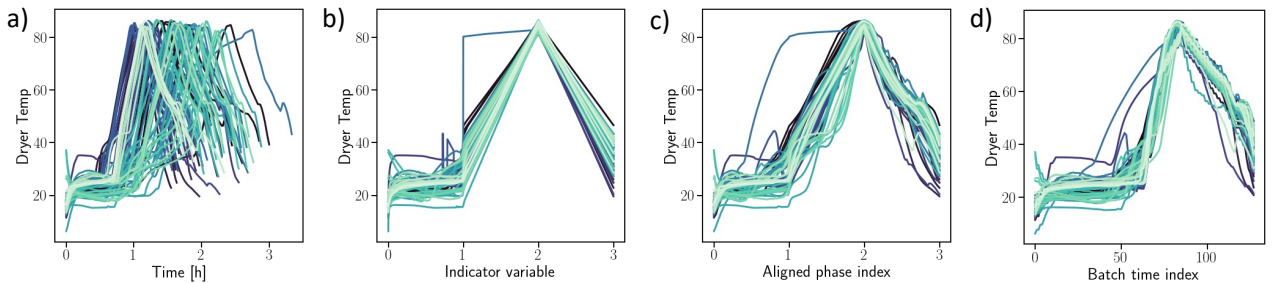 a)
80
60
40
20
Dryer Temp
0
1
2
3
Time [h]
b)
80
60
40
20
Dryer Temp
0
1
2
3
Indicator variable
c)
80
60
40
20
Dryer Temp
0
1
2
3
Aligned phase index
d)
80
60
40
20
Dryer Temp
0
50
100
Batch time index